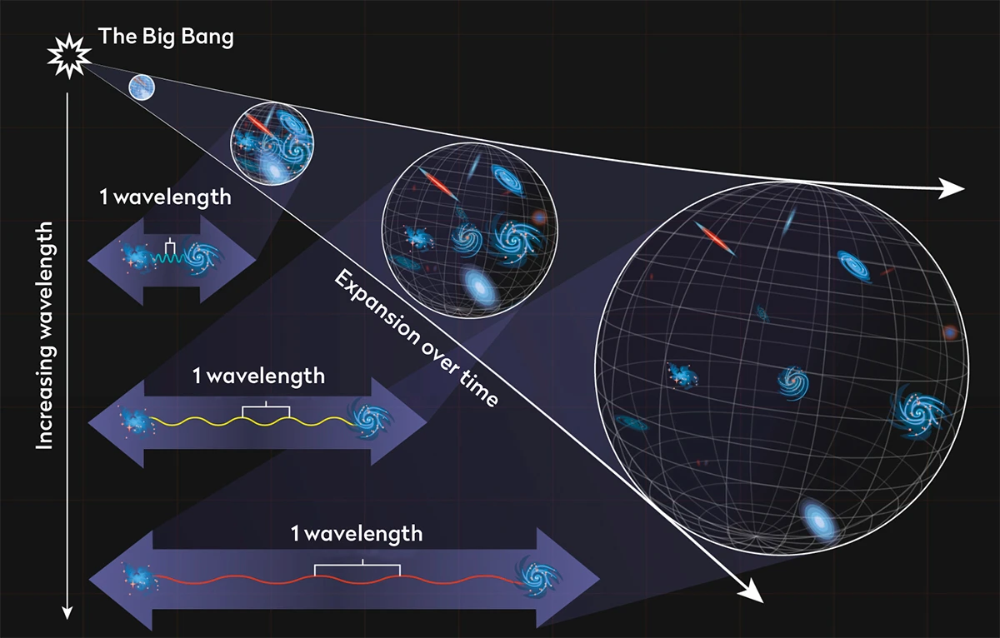 The Big Bang
1 wavelength
Increasing wavelength
Expansion over time
1 wavelength
1 wavelength